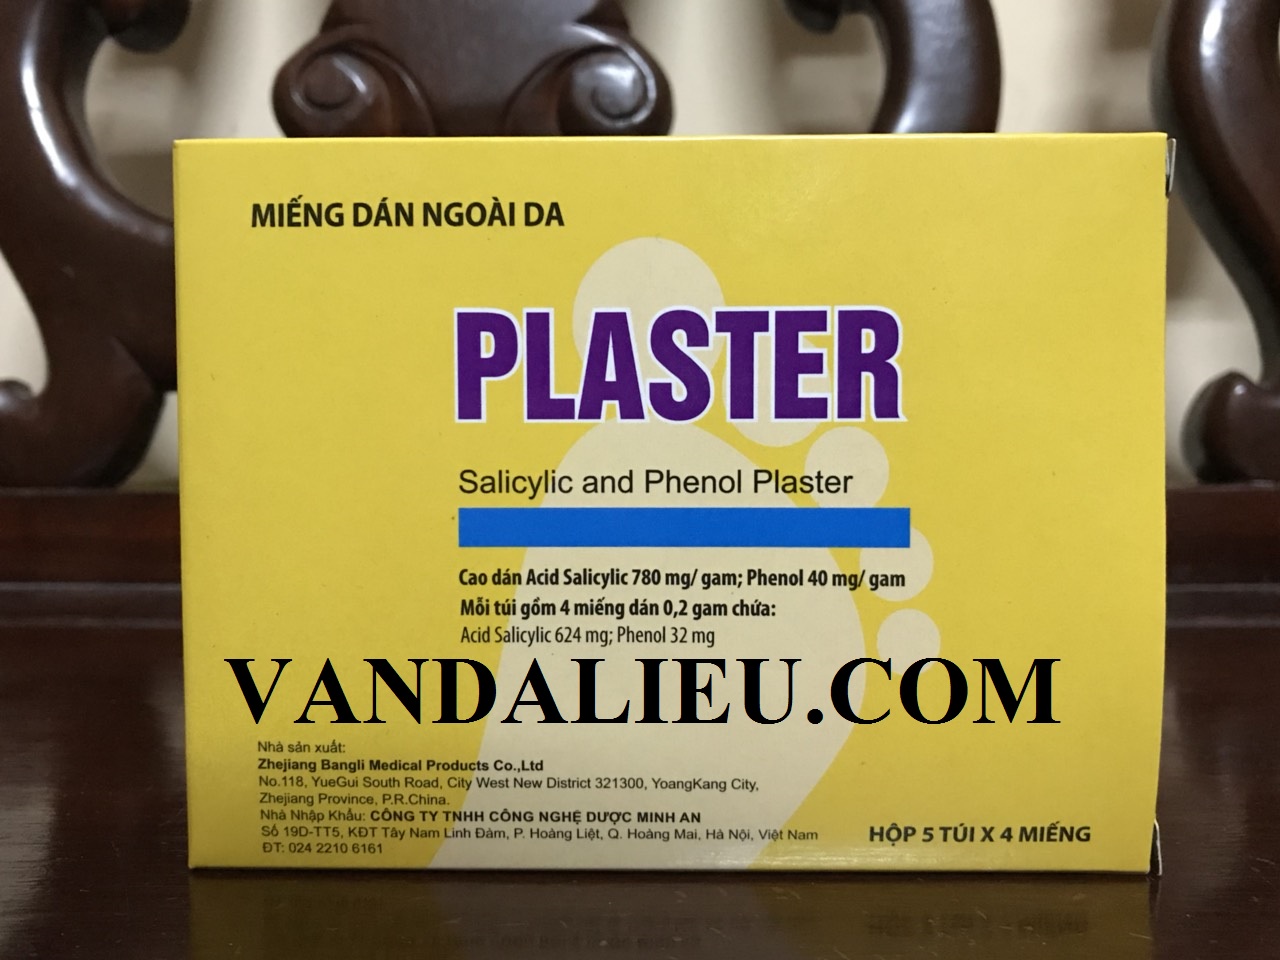 MIẾNG DÁN NGOÀI DA
PLASTER
Salicylic and Phenol Plaster
Cao dán Acid Salicylic 780 mg/ gam; Phenol 40 mg/ gam
Mỗi túi gồm 4 miếng dán 0,2 gam chứa:
Acid Salicylic 624 mg; Phenol 32 mg
VANDALIEU.COM
Nhà sản xuất:
Zhejiang Bangli Medical Products Co.,Ltd
No.118, YueGui South Road, City West New District 321300, YoangKang City,
Zhejiang Province, P.R.China.
Nhà Nhập Khẩu: CÔNG TY TNHH CÔNG NGHỆ DƯỢC MINH AN
Số 19D-TT5, KĐT Tây Nam Linh Đàm, P. Hoàng Liệt, Q. Hoàng Mai, Hà Nội, Việt Nam
ĐT: 024 2210 6161
HỘP 5 TÚI X 4 MIẾNG